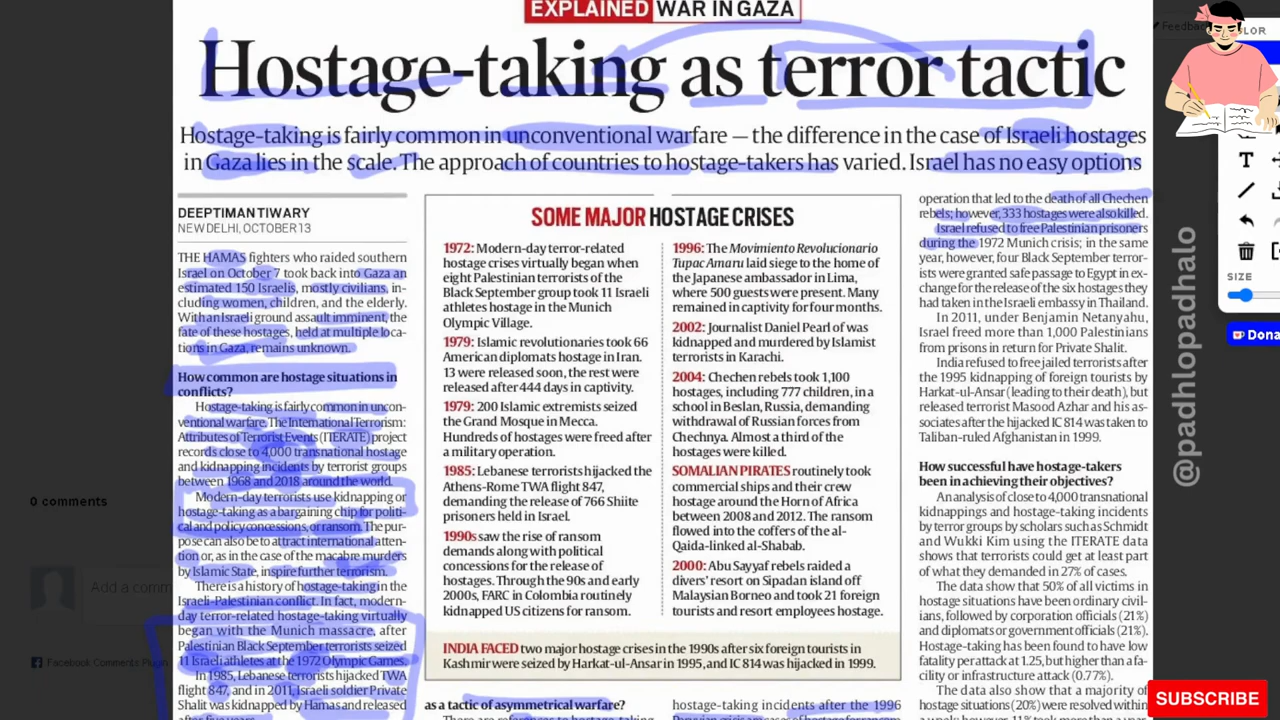 EXPLAINED WAR IN GAZA
Hostage-taking as terror tactic
Hostage-taking is fairly common in unconventional warfare — the difference in the case of Israeli hostages
in Gaza lies in the scale. The approach of countries to hostage-takers has varied. Israel has no easy options
DEEPTIMAN TIWARY
NEW DELHI, OCTOBER 13
THE HAMAS fighters who raided southern
Israel on October 7 took back into Gaza an
estimated 150 Israelis, mostly civilians, in-
cluding women, children, and the elderly.
With an Israeli ground assault imminent, the
fate of these hostages, held at multiple loca-
tions in Gaza, remains unknown.
How common are hostage situations in
conflicts?
Hostage-taking is fairly common in uncon-
ventional warfare. The International Terrorism:
Attributes of Terrorist Events (ITERATE) project
records close to 4,000 transnational hostage
and kidnapping incidents by terrorist groups
between 1968 and 2018 around the world.
Modern-day terrorists use kidnapping or
hostage-taking as a bargaining chip for politi-
cal and policy concessions, or ransom. The pur-
pose can also be to attract international atten-
tion or, as in the case of the macabre murders
by Islamic State, inspire further terrorism.
There is a history of hostage-taking in the
Israeli-Palestinian conflict. In fact, modern-
day terror-related hostage-taking virtually
began with the Munich massacre, after
Palestinian Black September terrorists seized
11 Israeli athletes at the 1972 Olympic Games.
In 1985, Lebanese terrorists hijacked TWA
flight 847, and in 2011, Israeli soldier Private
Shalit was kidnapped by Hamas and released
after five years.
SOME MAJOR HOSTAGE CRISES
1972: Modern-day terror-related
hostage crises virtually began when
eight Palestinian terrorists of the
Black September group took 11 Israeli
athletes hostage in the Munich
Olympic Village.
1979: Islamic revolutionaries took 66
American diplomats hostage in Iran.
13 were released soon, the rest were
released after 444 days in captivity.
1979: 200 Islamic extremists seized
the Grand Mosque in Mecca.
Hundreds of hostages were freed after
a military operation.
1985: Lebanese terrorists hijacked the
Athens-Rome TWA flight 847,
demanding the release of 766 Shiite
prisoners held in Israel.
1990s saw the rise of ransom
demands along with political
concessions for the release of
hostages. Through the 90s and early
2000s, FARC in Colombia routinely
kidnapped US citizens for ransom.
1996: The Movimiento Revolucionario
Tupac Amaru laid siege to the home of
the Japanese ambassador in Lima,
where 500 guests were present. Many
remained in captivity for four months.
2002: Journalist Daniel Pearl of was
kidnapped and murdered by Islamist
terrorists in Karachi.
2004: Chechen rebels took 1,100
hostages, including 777 children, in a
school in Beslan, Russia, demanding
withdrawal of Russian forces from
Chechnya. Almost a third of the
hostages were killed.
SOMALIAN PIRATES routinely took
commercial ships and their crew
hostage around the Horn of Africa
between 2008 and 2012. The ransom
flowed into the coffers of the al-
Qaida-linked al-Shabab.
2000: Abu Sayyaf rebels raided a
divers' resort on Sipadan island off
Malaysian Borneo and took 21 foreign
tourists and resort employees hostage.
INDIA FACED two major hostage crises in the 1990s after six foreign tourists in
Kashmir were seized by Harkat-ul-Ansar in 1995, and IC 814 was hijacked in 1999.
as a tactic of asymmetrical warfare?
There are references to hostage-taking
hostage-taking incidents after the 1996
operation that led to the death of all Chechen
rebels; however, 333 hostages were also killed.
Israel refused to free Palestinian prisoners
during the 1972 Munich crisis; in the same
year, however, four Black September terror-
ists were granted safe passage to Egypt in ex-
change for the release of the six hostages they
had taken in the Israeli embassy in Thailand.
In 2011, under Benjamin Netanyahu,
Israel freed more than 1,000 Palestinians
from prisons in return for Private Shalit.
India refused to free jailed terrorists after
the 1995 kidnapping of foreign tourists by
Harkat-ul-Ansar (leading to their death), but
released terrorist Masood Azhar and his as-
sociates after the hijacked IC 814 was taken to
Taliban-ruled Afghanistan in 1999.
How successful have hostage-takers
been in achieving their objectives?
An analysis of close to 4,000 transnational
kidnappings and hostage-taking incidents
by terror groups by scholars such as Schmidt
and Wukki Kim using the ITERATE data
shows that terrorists could get at least part
of what they demanded in 27% of cases.
The data show that 50% of all victims in
hostage situations have been ordinary civil-
ians, followed by corporation officials (21%)
and diplomats or government officials (21%).
Hostage-taking has been found to have low
fatality per attack at 1.25, but higher than a fa-
cility or infrastructure attack (0.77%).
The data also show that a majority of
hostage situations (20%) were resolved within
0 comments
Add a comm
Facebook Comments Plugin
Feedbac
LOR
T
SIZE
Dona
@padhlopadhalo
SUBSCRIBE